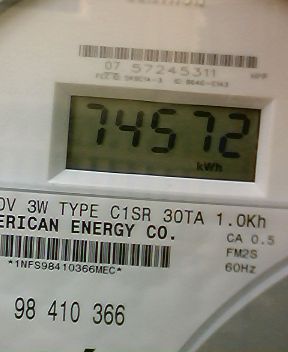 07 57245311
74572
kWh
0V 3W TYPE C1SR 30TA 1.0Kh
ERICAN ENERGY CO.
CA 0.5
FM2S
60Hz
*1NFS98410366MEC*
98 410 366